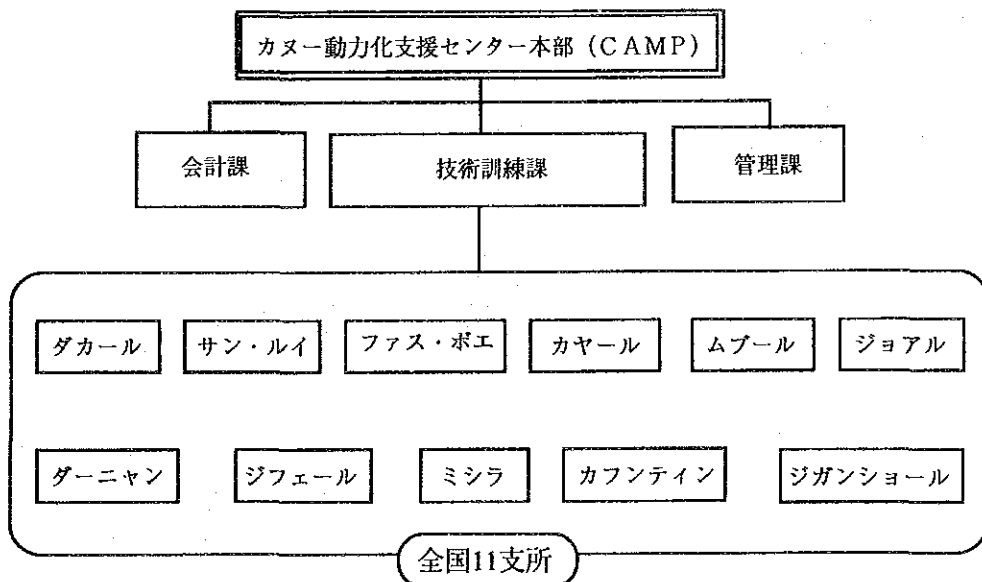 カヌー動力化支援センター本部（CAMP）
会計課
技術訓練課
管理課
ダカール
サン・ルイ
ファス・ボエ
カヤール
ムブール
ジョアル
ダーニャン
ジフェール
ミシラ
カフンティン
ジガンショール
全国11支所